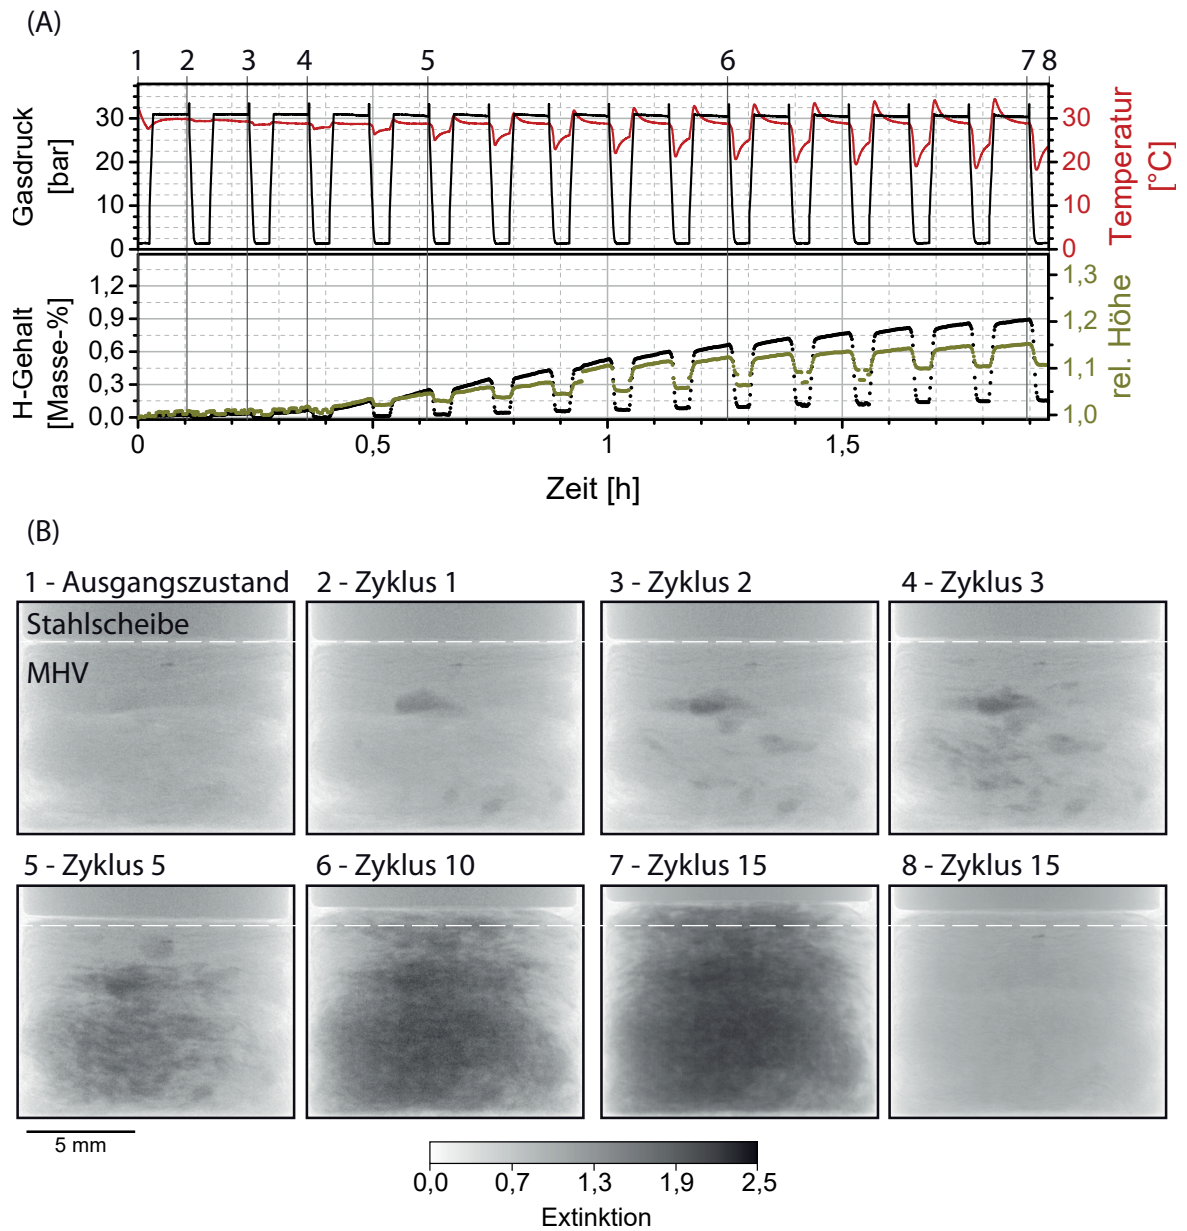 (A)
1 2 3 4 5 6 7 8
Gasdruck
[bar]
30
20
10
0
30
20
10
0
Temperatur
[°C]
H-Gehalt
[Masse-%]
1,2
0,9
0,6
0,3
0,0
1,3
1,2
1,1
1,0
rel. Höhe
0 0,5 1 1,5
Zeit [h]
(B)
1 - Ausgangszustand 2 - Zyklus 1 3 - Zyklus 2 4 - Zyklus 3
Stahlscheibe
MHV
5 - Zyklus 5 6 - Zyklus 10 7 - Zyklus 15 8 - Zyklus 15
5 mm
0,0 0,7 1,3 1,9 2,5
Extinktion